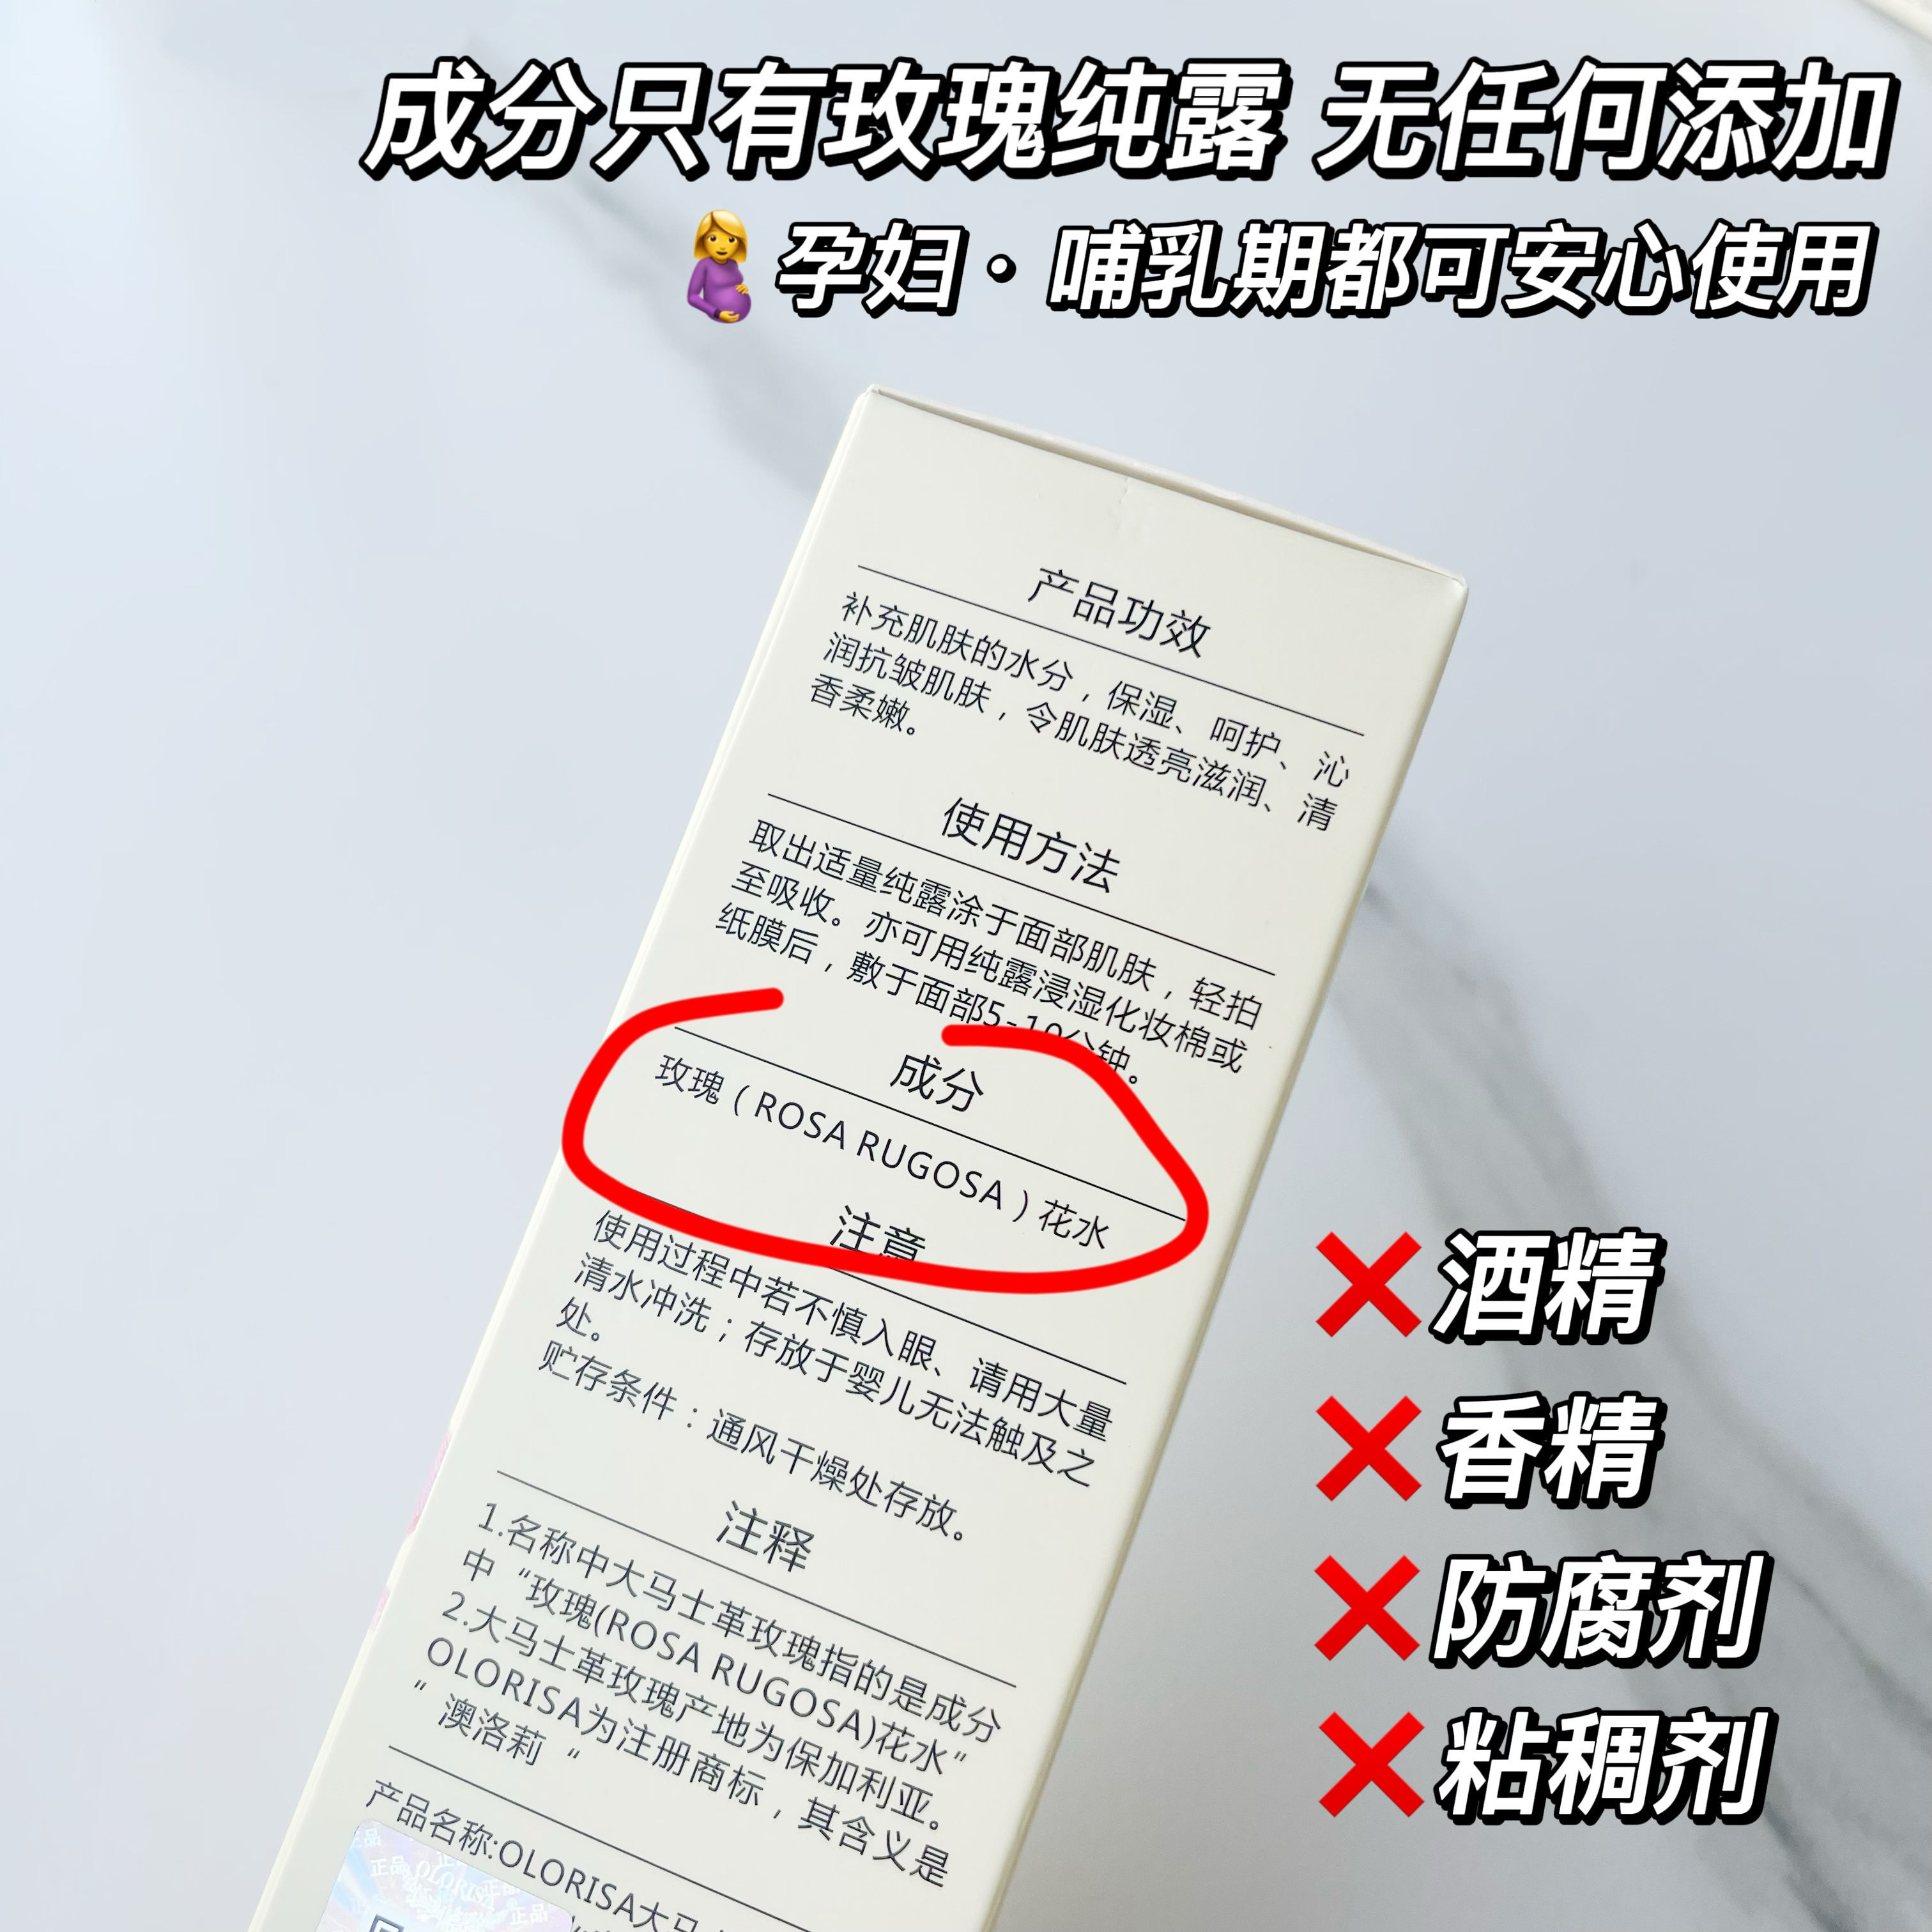 成分只有玫瑰纯露 无任何添加
孕妇·哺乳期都可安心使用
产品功效
补充肌肤的水分，保湿、呵护、沁
润抗皱肌肤，令肌肤透亮滋润、清
香柔嫩。
使用方法
取出适量纯露涂于面部肌肤，轻拍
至吸收。亦可用纯露浸湿化妆棉或
纸膜后，敷于面部5-10分钟。
成分
玫瑰（ROSA RUGOSA）花水
注意
使用过程中若不慎入眼、请用大量
清水冲洗；存放于婴儿无法触及之
处。
贮存条件：通风干燥处存放。
注释
1.名称中大马士革玫瑰指的是成分
中“玫瑰(ROSA RUGOSA)花水”
2.大马士革玫瑰产地为保加利亚。
OLORISA为注册商标，其含义是
“澳洛莉“
产品名称:OLORISA大马
正品
OLORISA
正品
正品
❌酒精
❌香精
❌防腐剂
❌粘稠剂